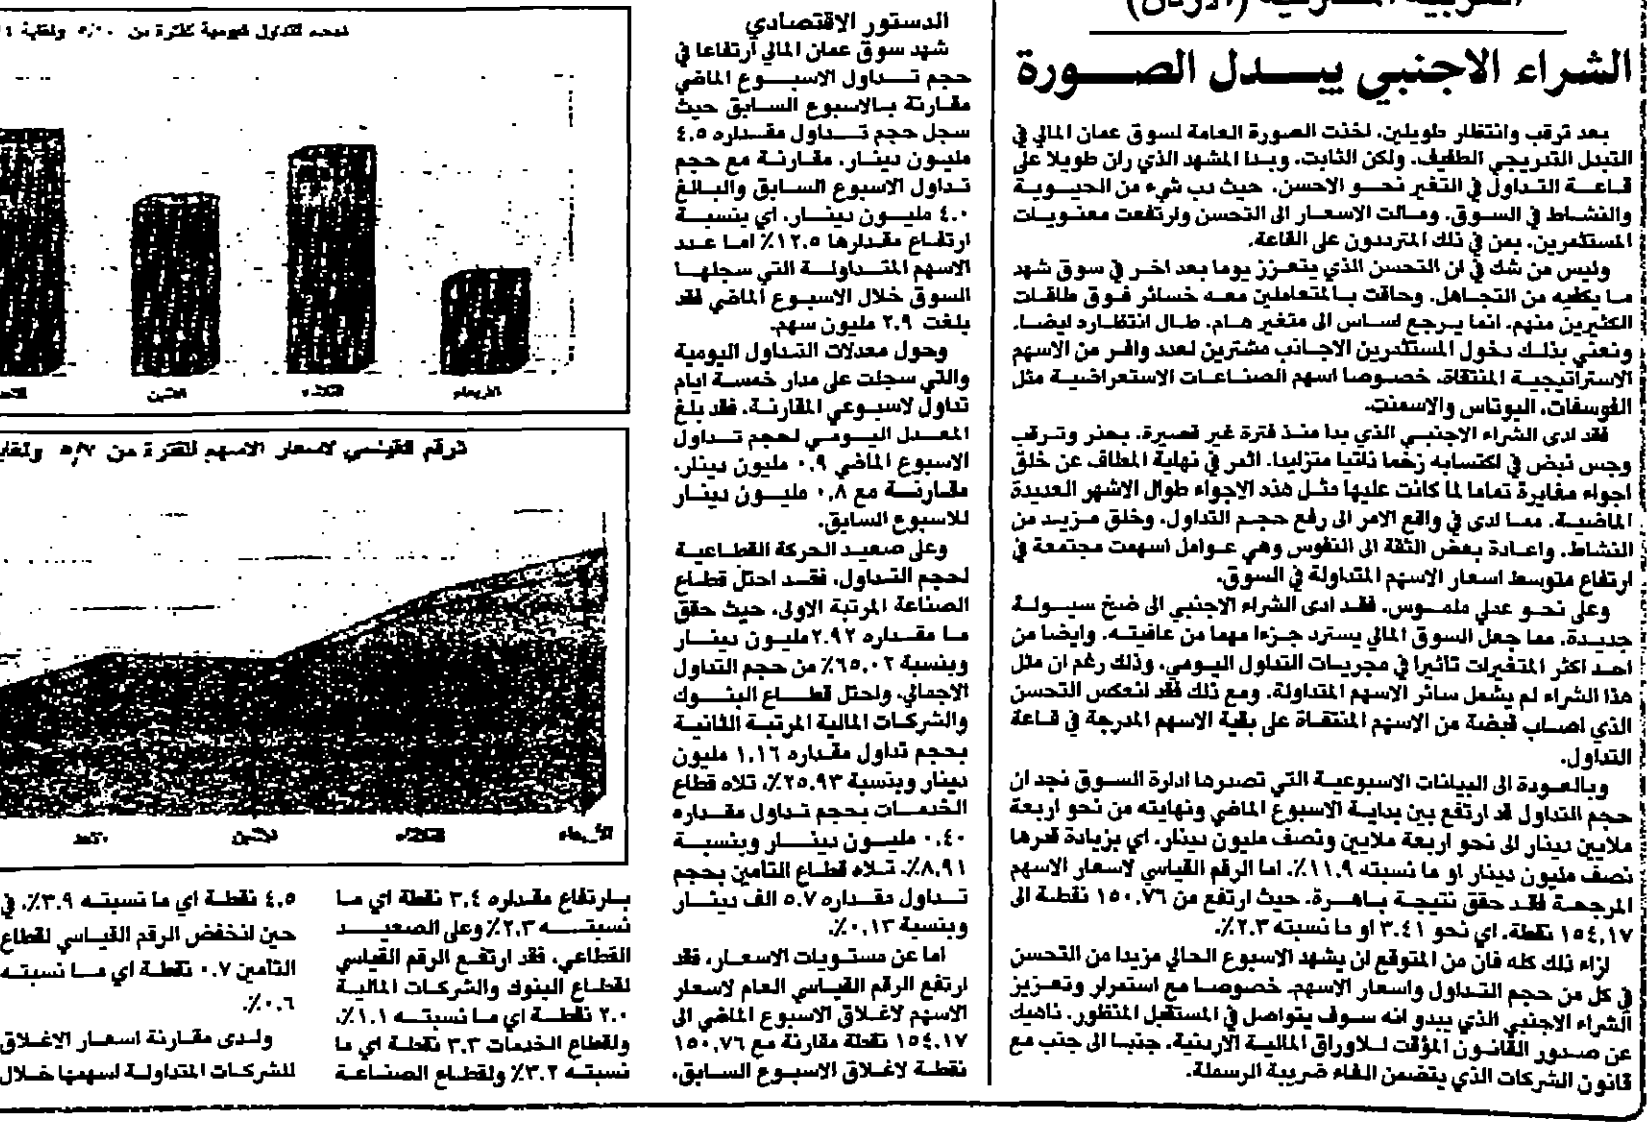 الشراء الاجنبي يبدل الصورة
بعد ترقب وانتظار طويلين، اخذت الصورة العامة لسوق عمان المالي في
التبدل التدريجي الطفيف، ولكن الثابت، وبدا المشهد الذي ران طويلا على
قاعة التداول في التغير نحو الاحسن، حيث دب شيء من الحيوية
والنشاط في السوق، ومالت الاسعار الى التحسن وارتفعت معنويات
المستثمرين، بمن في ذلك المترددون على القاعة.
وليس من شك في ان التحسن الذي يتعزز يوما بعد اخر في سوق شهد
ما يكفيه من التجاهل، وحاقت بالمتعاملين معه خسائر فوق طاقات
الكثيرين منهم، انما يرجع اساس الى متغير هام، طال انتظاره ايضا،
ونعني بذلك دخول المستثمرين الاجانب مشترين لعدد وافر من الاسهم
الاستراتيجية المنتقاة، خصوصا اسهم الصناعات الاستعراضية مثل
الفوسفات، البوتاس والاسمنت.
فقد ادى الشراء الاجنبي الذي بدا منذ فترة غير قصيرة، بحذر وترقب
وجس نبض في اكتسابه زخما ذاتيا متزايدا، اثمر في نهاية المطاف عن خلق
اجواء مغايرة تماما لما كانت عليها مثل هذه الاجواء طوال الاشهر العديدة
الماضية، مما ادى في واقع الامر الى رفع حجم التداول، وخلق مزيد من
النشاط، واعادة بعض الثقة الى النفوس وهي عوامل اسهمت مجتمعة في
ارتفاع متوسط اسعار الاسهم المتداولة في السوق.
وعلى نحو عملي ملموس، فقد ادى الشراء الاجنبي الى ضخ سيولة
جديدة، مما جعل السوق المالي يسترد جزءا مهما من عافيته، وايضا من
احد اكثر المتغيرات تاثيرا في مجريات التداول اليومي، وذلك رغم ان مثل
هذا الشراء لم يشمل سائر الاسهم المتداولة، ومع ذلك فقد انعكس التحسن
الذي اصاب قبضة من الاسهم المنتقاة على بقية الاسهم المدرجة في قاعة
التداول.
وبالعودة الى البيانات الاسبوعية التي تصدرها ادارة السوق نجد ان
حجم التداول قد ارتفع بين بداية الاسبوع الماضي ونهايته من نحو اربعة
ملايين دينار الى نحو اربعة ملايين ونصف مليون دينار، اي بزيادة قدرها
نصف مليون دينار او ما نسبته ١١.٩٪، اما الرقم القياسي لاسعار الاسهم
المرجحة فقد حقق نتيجة باهرة، حيث ارتفع من ١٥٠,٧٦ نقطة الى
١٥٤,١٧ نقطة، اي نحو ٣.٤١ او ما نسبته ٢.٣٪.
ازاء ذلك كله فان من المتوقع ان يشهد الاسبوع الحالي مزيدا من التحسن
في كل من حجم التداول واسعار الاسهم، خصوصا مع استمرار وتعزيز
الشراء الاجنبي الذي يبدو انه سوف يتواصل في المستقبل المنظور، ناهيك
عن صدور القانون المؤقت للاوراق المالية الاردنية، جنبا الى جنب مع
قانون الشركات الذي يتضمن الغاء ضريبة الرسملة.
الدستور الاقتصادي
شهد سوق عمان المالي ارتفاعا في
حجم تداول الاسبوع الماضي
مقارنة بالاسبوع السابق حيث
سجل حجم تداول مقداره ٤.٥
مليون دينار، مقارنة مع حجم
تداول الاسبوع السابق والبالغ
٤.٠ مليون دينار، اي بنسبة
ارتفاع مقدارها ١٢.٥٪ اما عدد
الاسهم المتداولة التي سجلها
السوق خلال الاسبوع الماضي فقد
بلغت ٢.٩ مليون سهم.
وحول معدلات التداول اليومية
والتي سجلت على مدار خمسة ايام
تداول لاسبوعي المقارنة، فقد بلغ
المعدل اليومي لحجم تداول
الاسبوع الماضي ٠.٩ مليون دينار،
مقارنة مع ٠,٨ مليون دينار
للاسبوع السابق.
وعلى صعيد الحركة القطاعية
لحجم التداول، فقد احتل قطاع
الصناعة المرتبة الاولى، حيث حقق
ما مقداره ٢.٩٢ مليون دينار
وبنسبة ٦٥,٠٢٪ من حجم التداول
الاجمالي، واحتل قطاع البنوك
والشركات المالية المرتبة الثانية
بحجم تداول مقداره ١,١٦ مليون
دينار وبنسبة ٢٥,٩٣٪، تلاه قطاع
الخدمات بحجم تداول مقداره
٠,٤٠ مليون دينار وبنسبة
٨,٩١٪، تلاه قطاع التامين بحجم
تداول مقداره ٥.٧ الف دينار
وبنسبة ٠,١٣٪.
اما عن مستويات الاسعار، فقد
ارتفع الرقم القياسي العام لاسعار
الاسهم لاغلاق الاسبوع الماضي الى
١٥٤.١٧ نقطة مقارنة مع ١٥٠,٧٦
نقطة لاغلاق الاسبوع السابق،
الاثنين
الثلاثاء
الاربعاء
الاثنين
الثلاثاء
الأربعاء
بارتفاع مقداره ٣,٤ نقطة اي ما
نسبته ٢.٣٪ وعلى الصعيد
القطاعي، فقد ارتفع الرقم القياسي
لقطاع البنوك والشركات المالية
٢.٠ نقطة اي ما نسبته ١.١٪،
ولقطاع الخدمات ٣.٣ نقطة اي ما
نسبته ٣.٢٪ ولقطاع الصناعة
٤,٥ نقطة اي ما نسبته ٣.٩٪، في
حين انخفض الرقم القياسي لقطاع
التامين ٠.٧ نقطة اي ما نسبته
٠.٦٪.
ولدى مقارنة اسعار الاغلاق
للشركات المتداولة اسهمها خلال